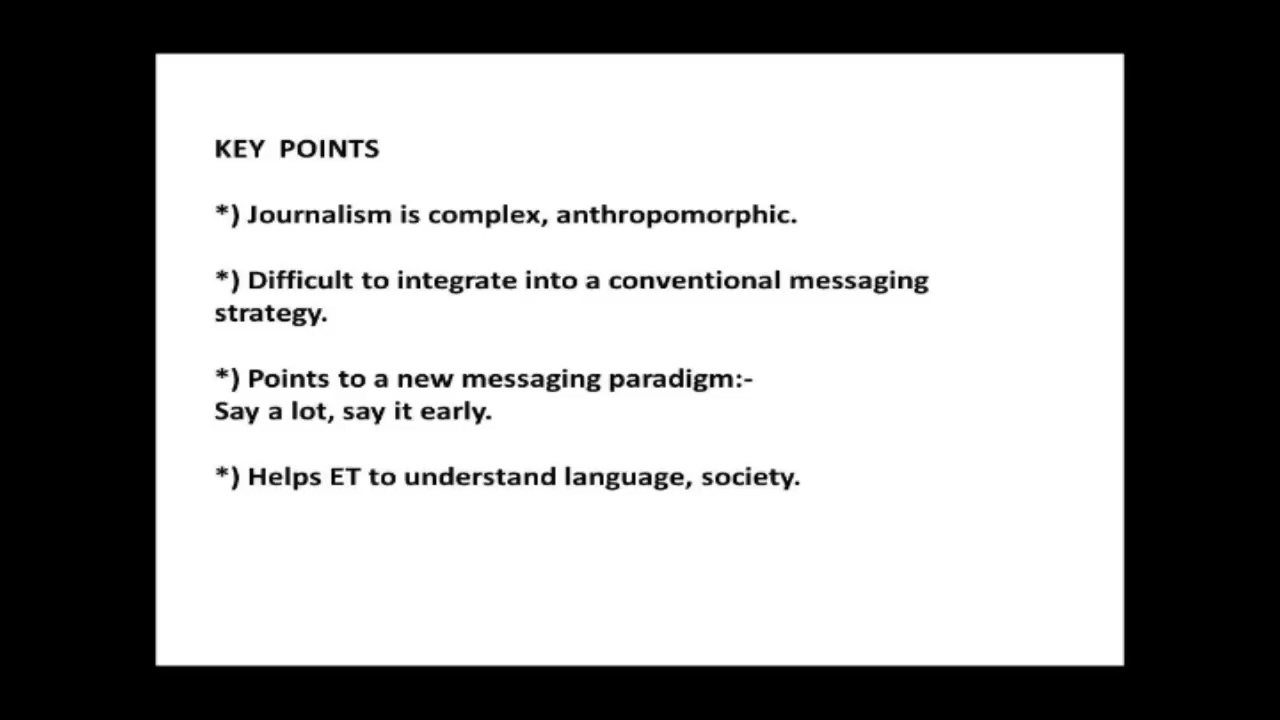 KEY POINTS
*) Journalism is complex, anthropomorphic.
*) Difficult to integrate into a conventional messaging
strategy.
*) Points to a new messaging paradigm:-
Say a lot, say it early.
*) Helps ET to understand language, society.